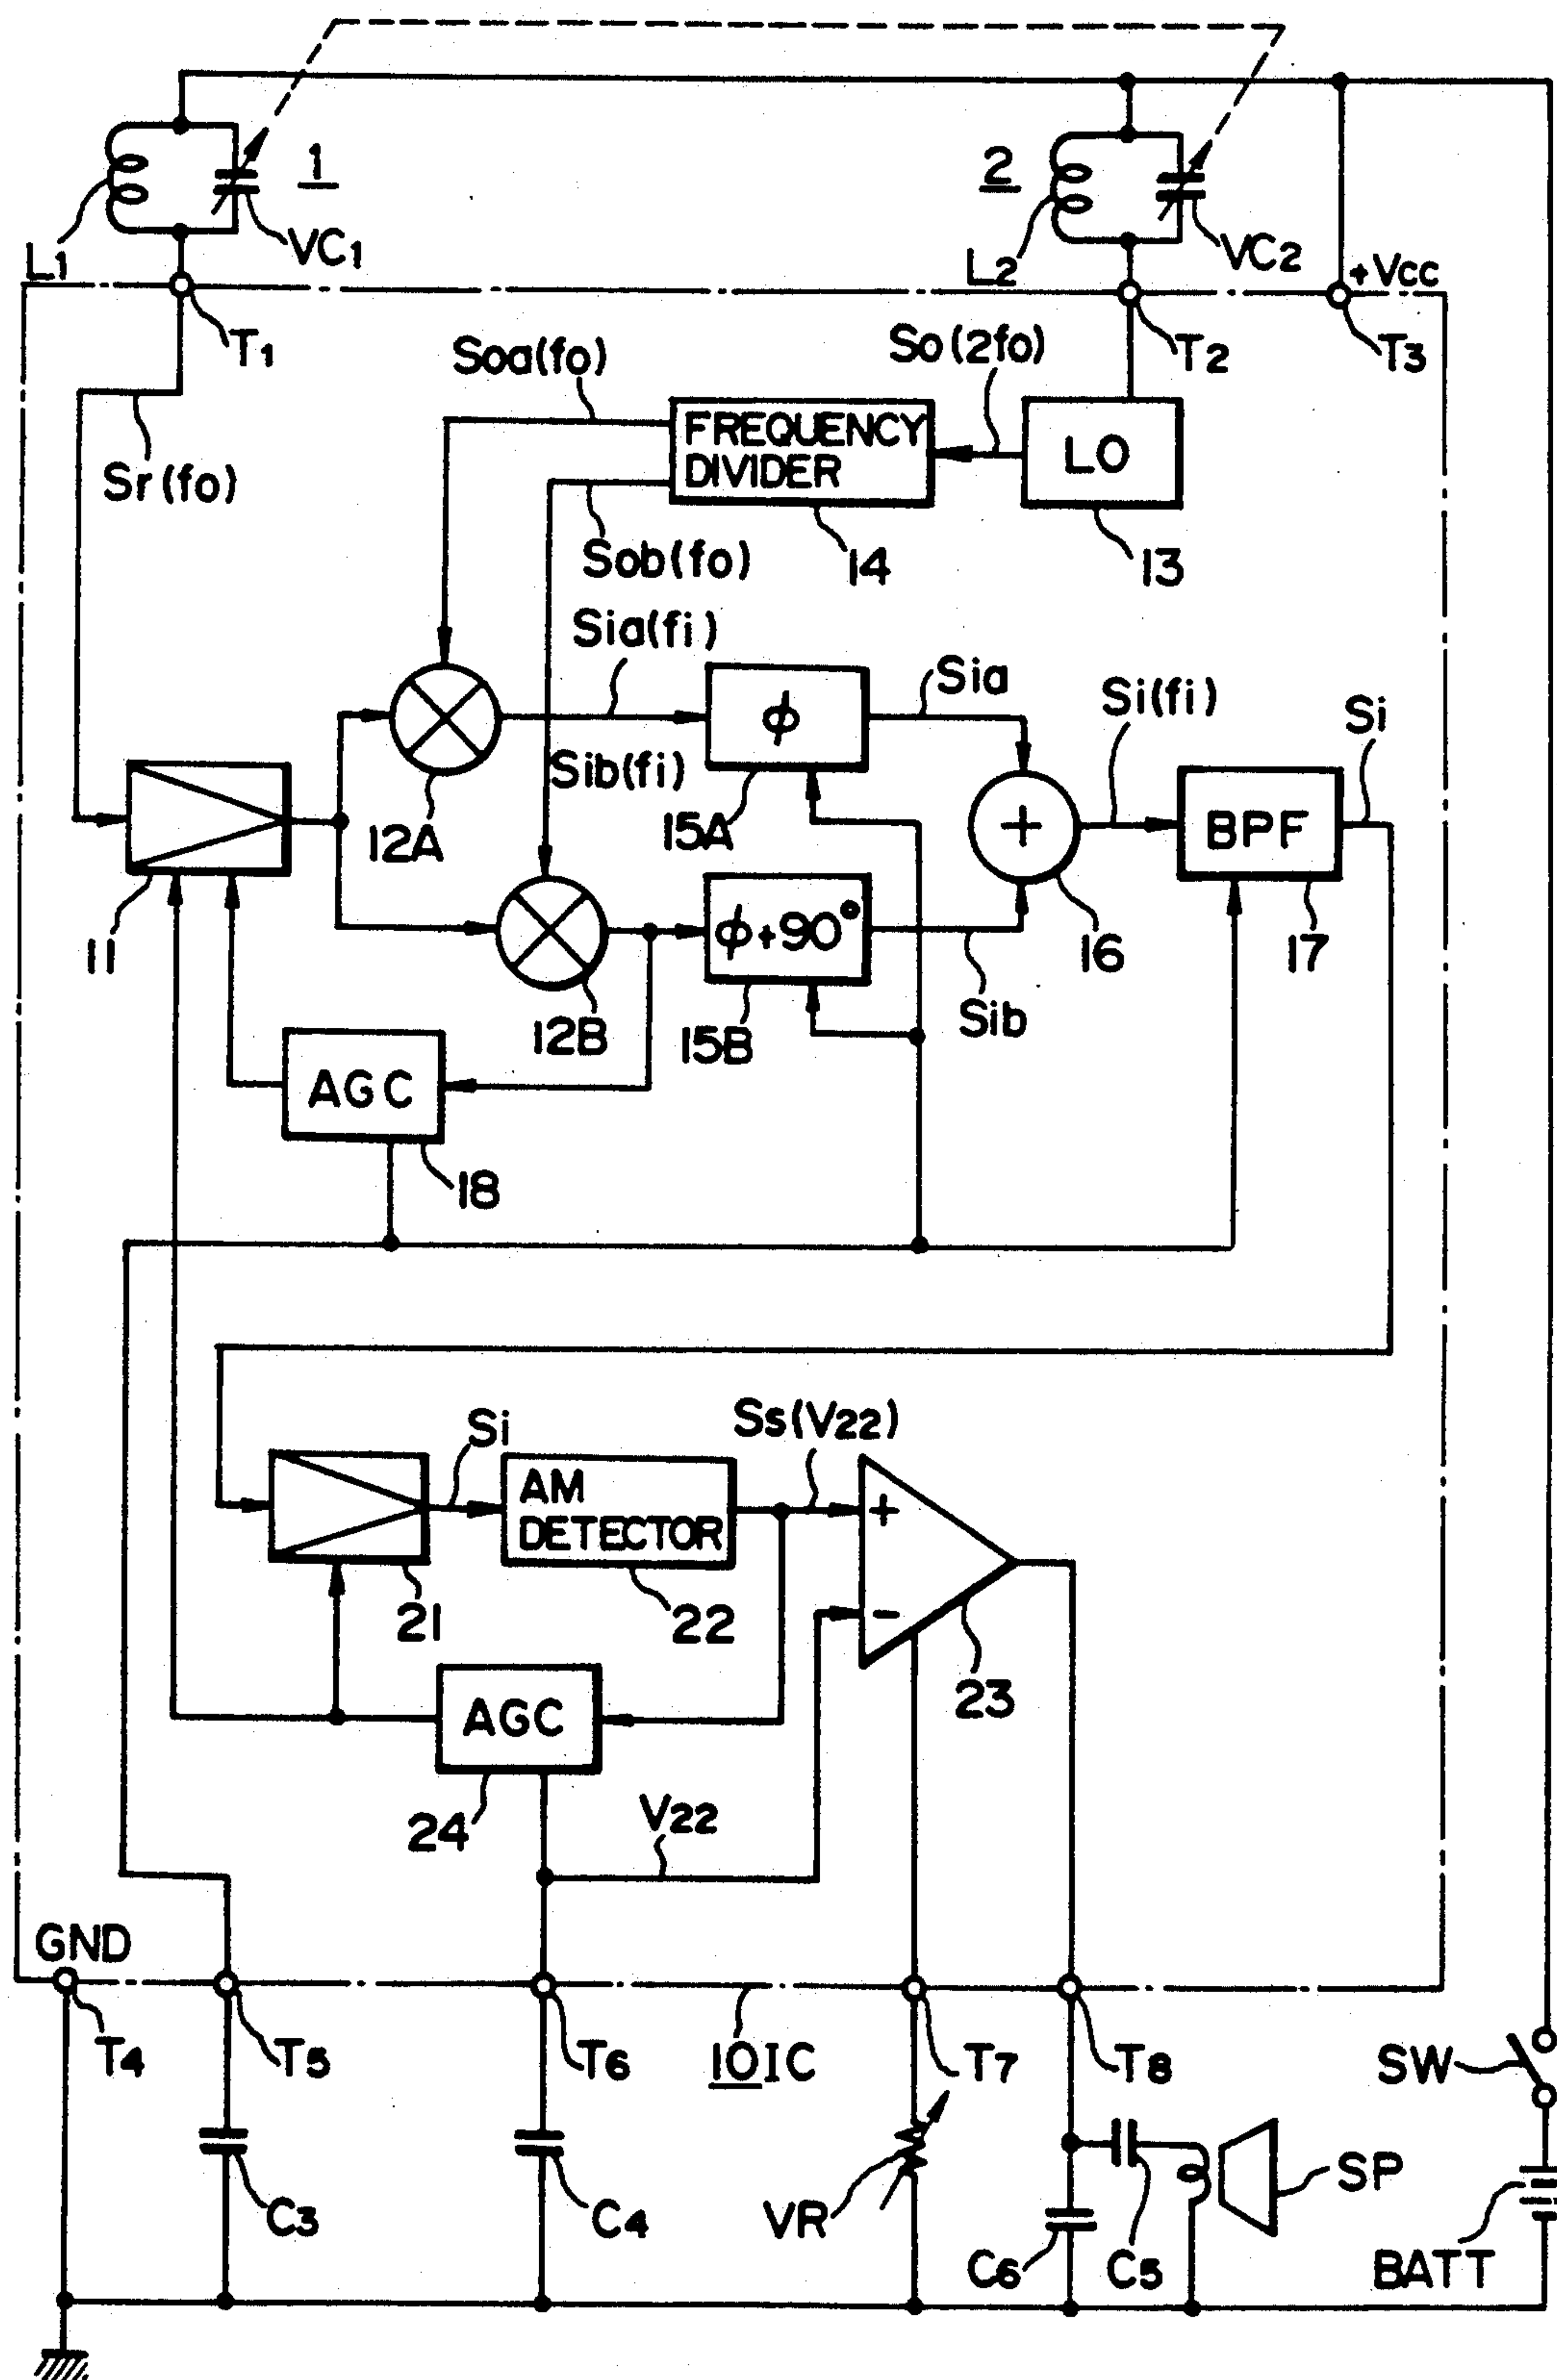 1
2
L1
VC1
L2
VC2
+Vcc
T1
T2
T3
Soa(fo)
So(2fo)
Sr(fo)
FREQUENCY
DIVIDER
LO
Sob(fo)
14
13
Sia(fi)
Sia
Si(fi)
Si
ϕ
Sib(fi)
12A
15A
+
BPF
11
ϕ+90°
16
17
12B
15B
Sib
AGC
18
Si
Ss(V22)
AM
DETECTOR
+
-
21
22
23
AGC
24
V22
GND
T4
T5
T6
10IC
T7
T8
SW
C3
C4
VR
C6
C5
SP
BATT